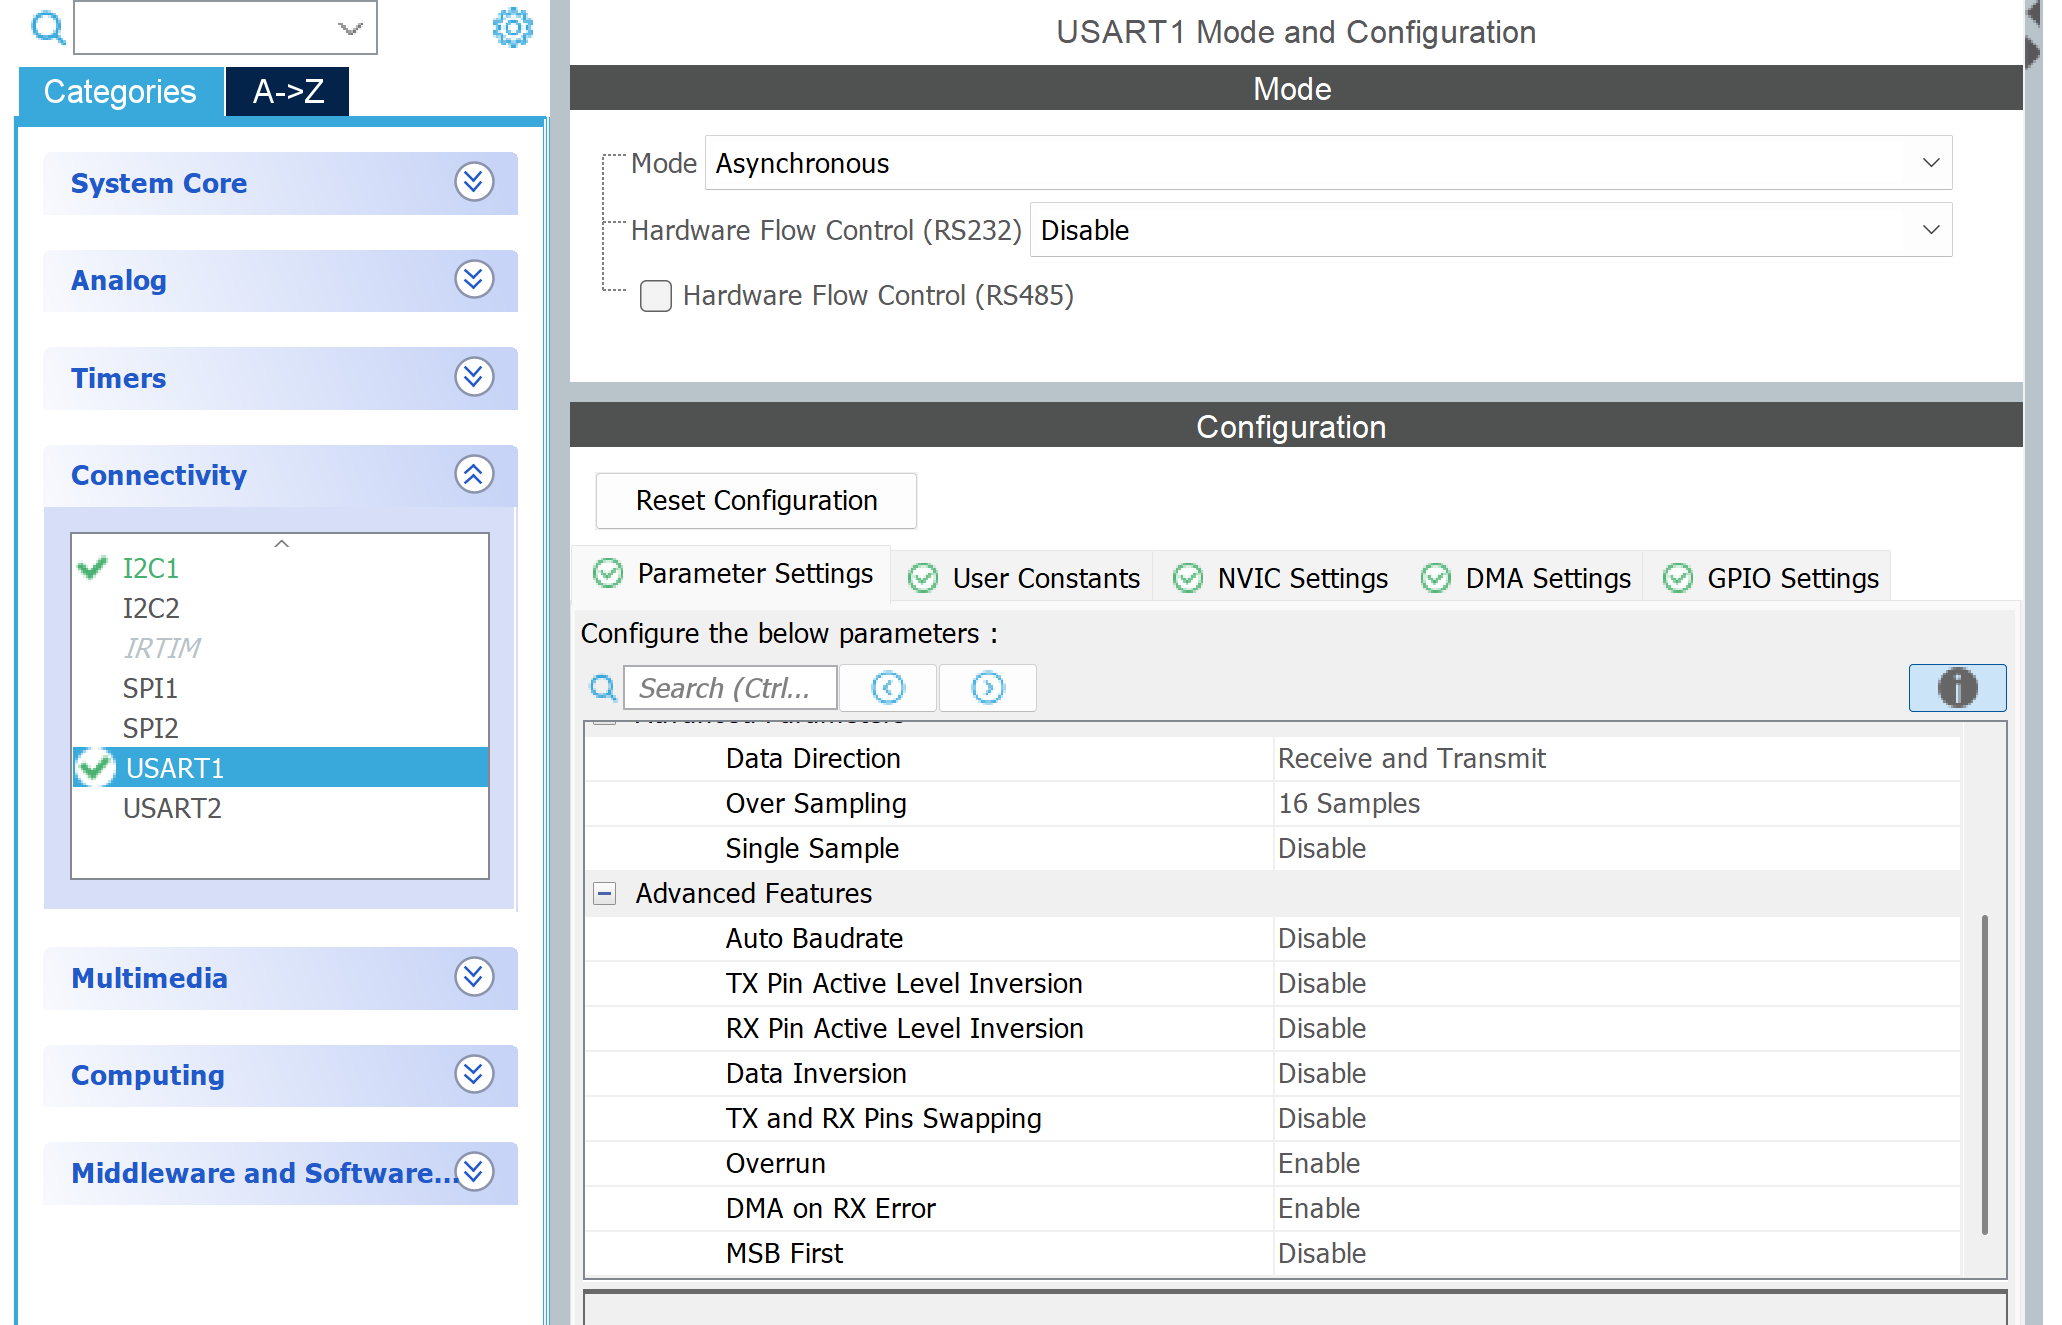 Categories
A->Z
System Core
Analog
Timers
Connectivity
I2C1
I2C2
IRTIM
SPI1
SPI2
USART1
USART2
Multimedia
Computing
Middleware and Software...
USART1 Mode and Configuration
Mode
Mode Asynchronous
Hardware Flow Control (RS232) Disable
Hardware Flow Control (RS485)
Configuration
Reset Configuration
Parameter Settings User Constants NVIC Settings DMA Settings GPIO Settings
Configure the below parameters :
Search (Ctrl...
Advanced Parameters
Data Direction Receive and Transmit
Over Sampling 16 Samples
Single Sample Disable
Advanced Features
Auto Baudrate Disable
TX Pin Active Level Inversion Disable
RX Pin Active Level Inversion Disable
Data Inversion Disable
TX and RX Pins Swapping Disable
Overrun Enable
DMA on RX Error Enable
MSB First Disable